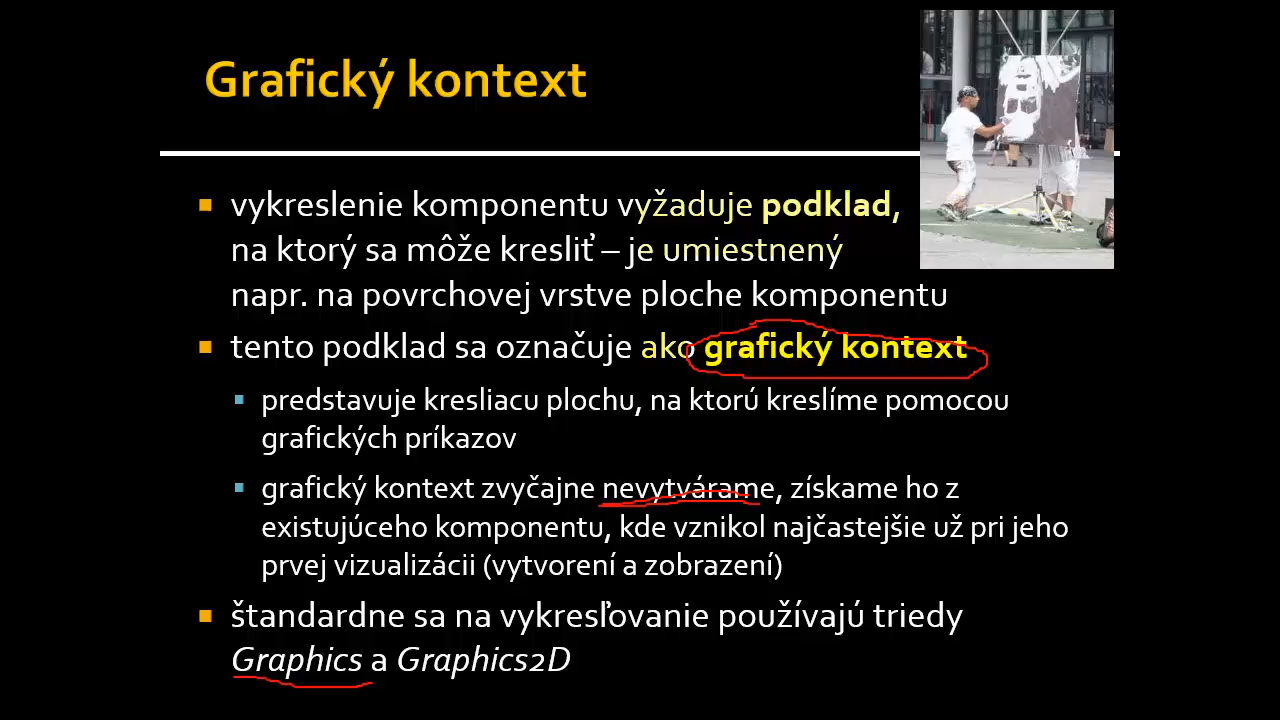 Grafický kontext
vykreslenie komponentu vyžaduje podklad,
na ktorý sa môže kresliť – je umiestnený
napr. na povrchovej vrstve ploche komponentu
tento podklad sa označuje ako grafický kontext
predstavuje kresliacu plochu, na ktorú kreslíme pomocou
grafických príkazov
grafický kontext zvyčajne nevytvárame, získame ho z
existujúceho komponentu, kde vznikol najčastejšie už pri jeho
prvej vizualizácii (vytvorení a zobrazení)
štandardne sa na vykresľovanie používajú triedy
Graphics a Graphics2D